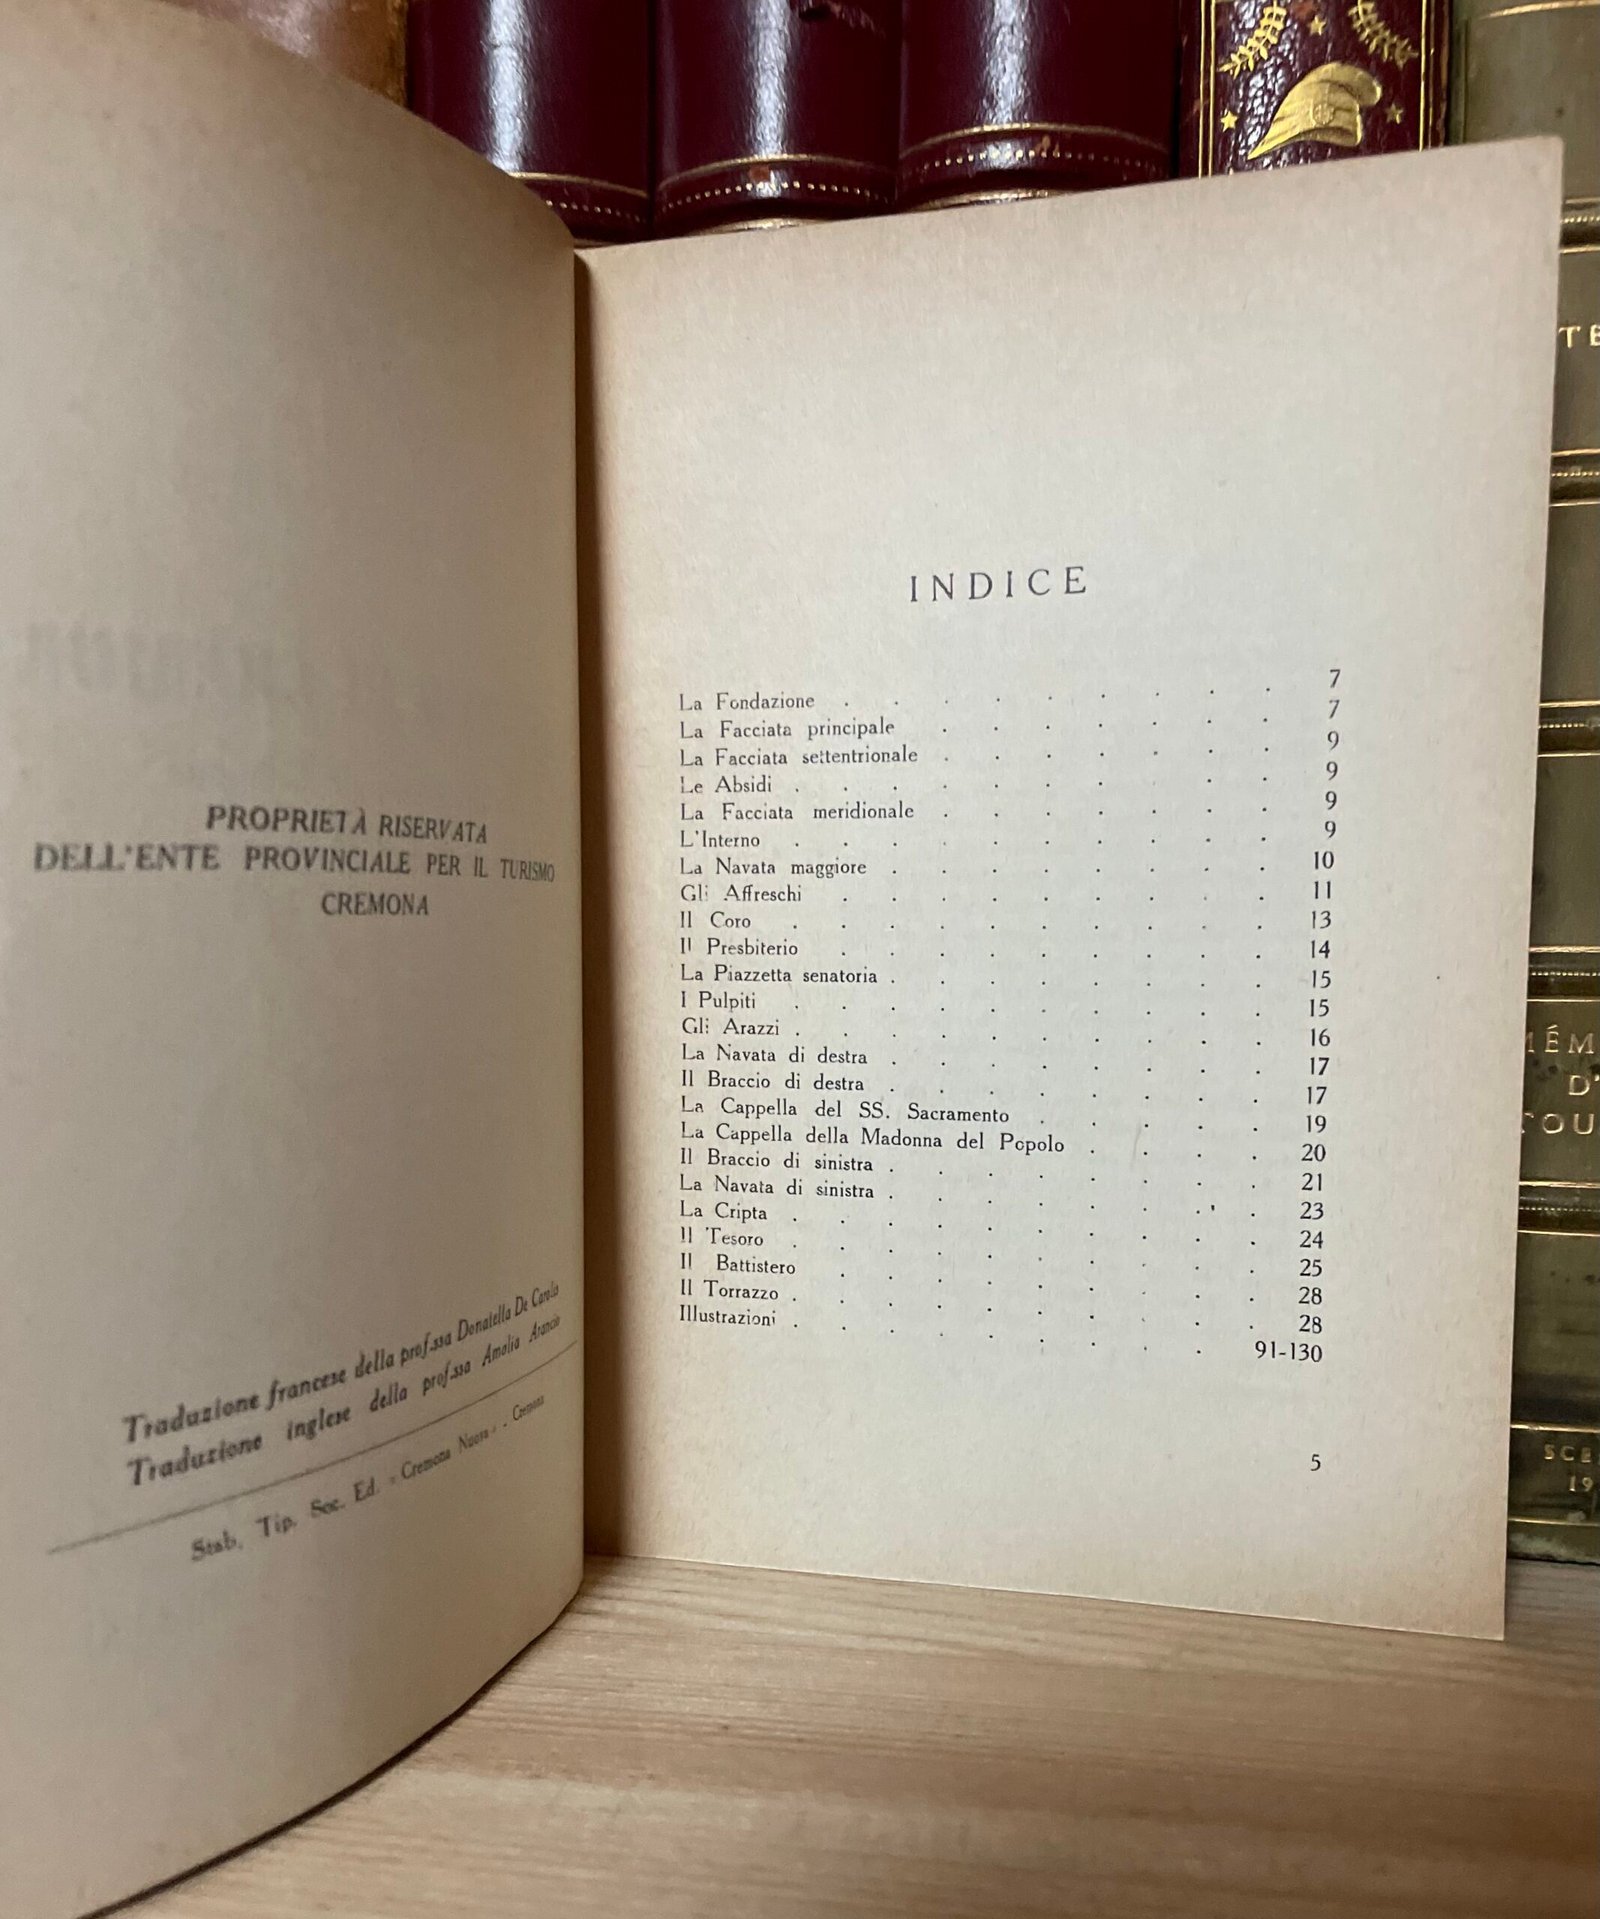 PROPRIETÀ RISERVATA
DELL'ENTE PROVINCIALE PER IL TURISMO
CREMONA
Traduzione francese della prof.ssa Donatella De Carolis
Traduzione inglese della prof.ssa Amalia Arancio
Stab. Tip. Soc. Ed. - Cremona Nuova - - Cremona
INDICE
La Fondazione . . . . . . . . . 7
La Facciata principale . . . . . . . 7
La Facciata settentrionale . . . . . . . 9
Le Absidi . . . . . . . . . . 9
La Facciata meridionale . . . . . . . 9
L'Interno . . . . . . . . . . 9
La Navata maggiore . . . . . . . . 10
Gli Affreschi . . . . . . . . . 11
Il Coro . . . . . . . . . . 13
Il Presbiterio . . . . . . . . . 14
La Piazzetta senatoria . . . . . . . . 15
I Pulpiti . . . . . . . . . . 15
Gli Arazzi . . . . . . . . . . 16
La Navata di destra . . . . . . . . 17
Il Braccio di destra . . . . . . . . 17
La Cappella del SS. Sacramento . . . . . 19
La Cappella della Madonna del Popolo . . . . 20
Il Braccio di sinistra . . . . . . . . 21
La Navata di sinistra . . . . . . . . 23
La Cripta . . . . . . . . . . 24
Il Tesoro . . . . . . . . . . 25
Il Battistero . . . . . . . . . 28
Il Torrazzo . . . . . . . . . . 28
Illustrazioni . . . . . . . . . 91-130
5
MÉM
D'
TOU
SCE
19